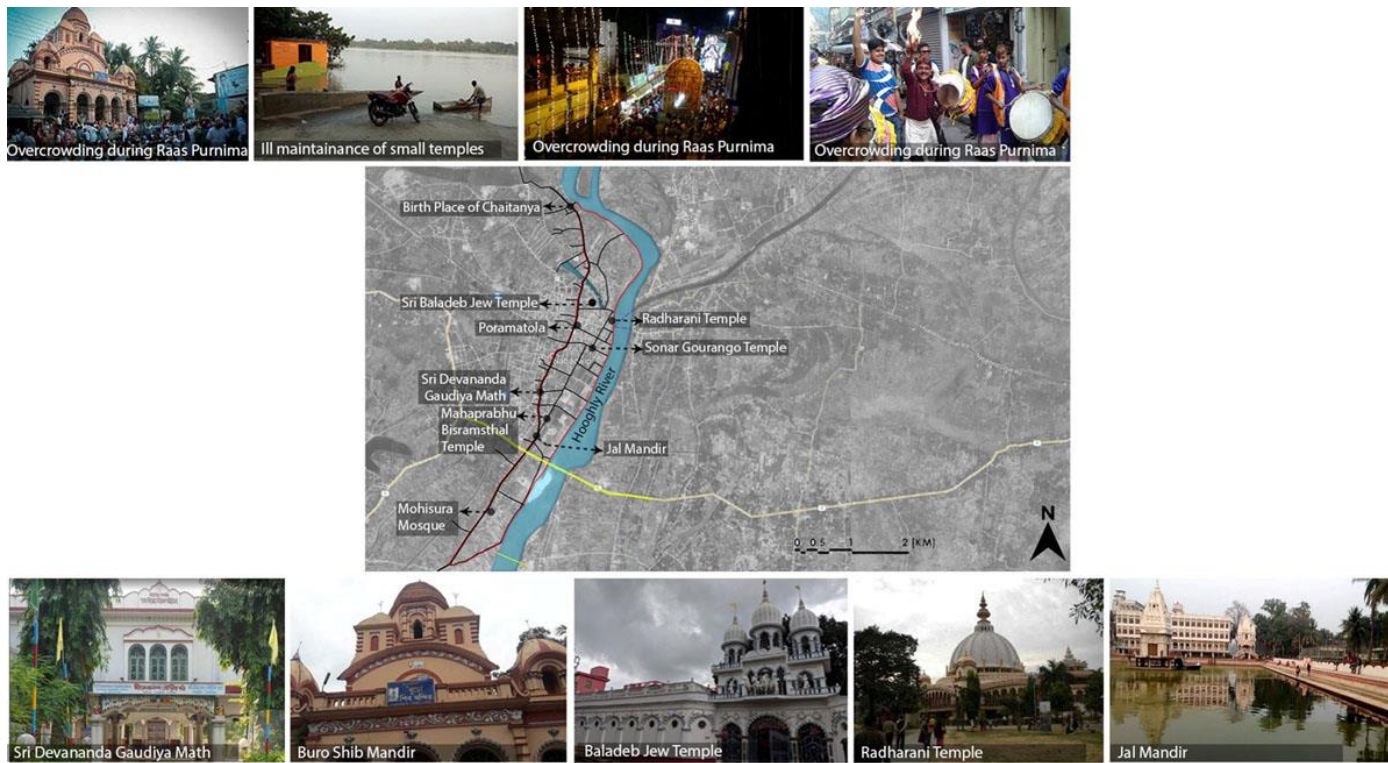 Overcrowding during Raas Purnima
Ill maintainance of small temples
Overcrowding during Raas Purnima
Overcrowding during Raas Purnima
Birth Place of Chaitanya
Sri Baladeb Jew Temple
Radharani Temple
Poramatola
Sonar Gourango Temple
Sri Devananda
Gaudiya Math
Mahaprabhu
Bisramsthal
Temple
Hooghly River
Jal Mandir
Mohisura
Mosque
N
0 0.5 1 2 (KM)
Sri Devananda Gaudiya Math
Buro Shib Mandir
Baladeb Jew Temple
Radharani Temple
Jal Mandir